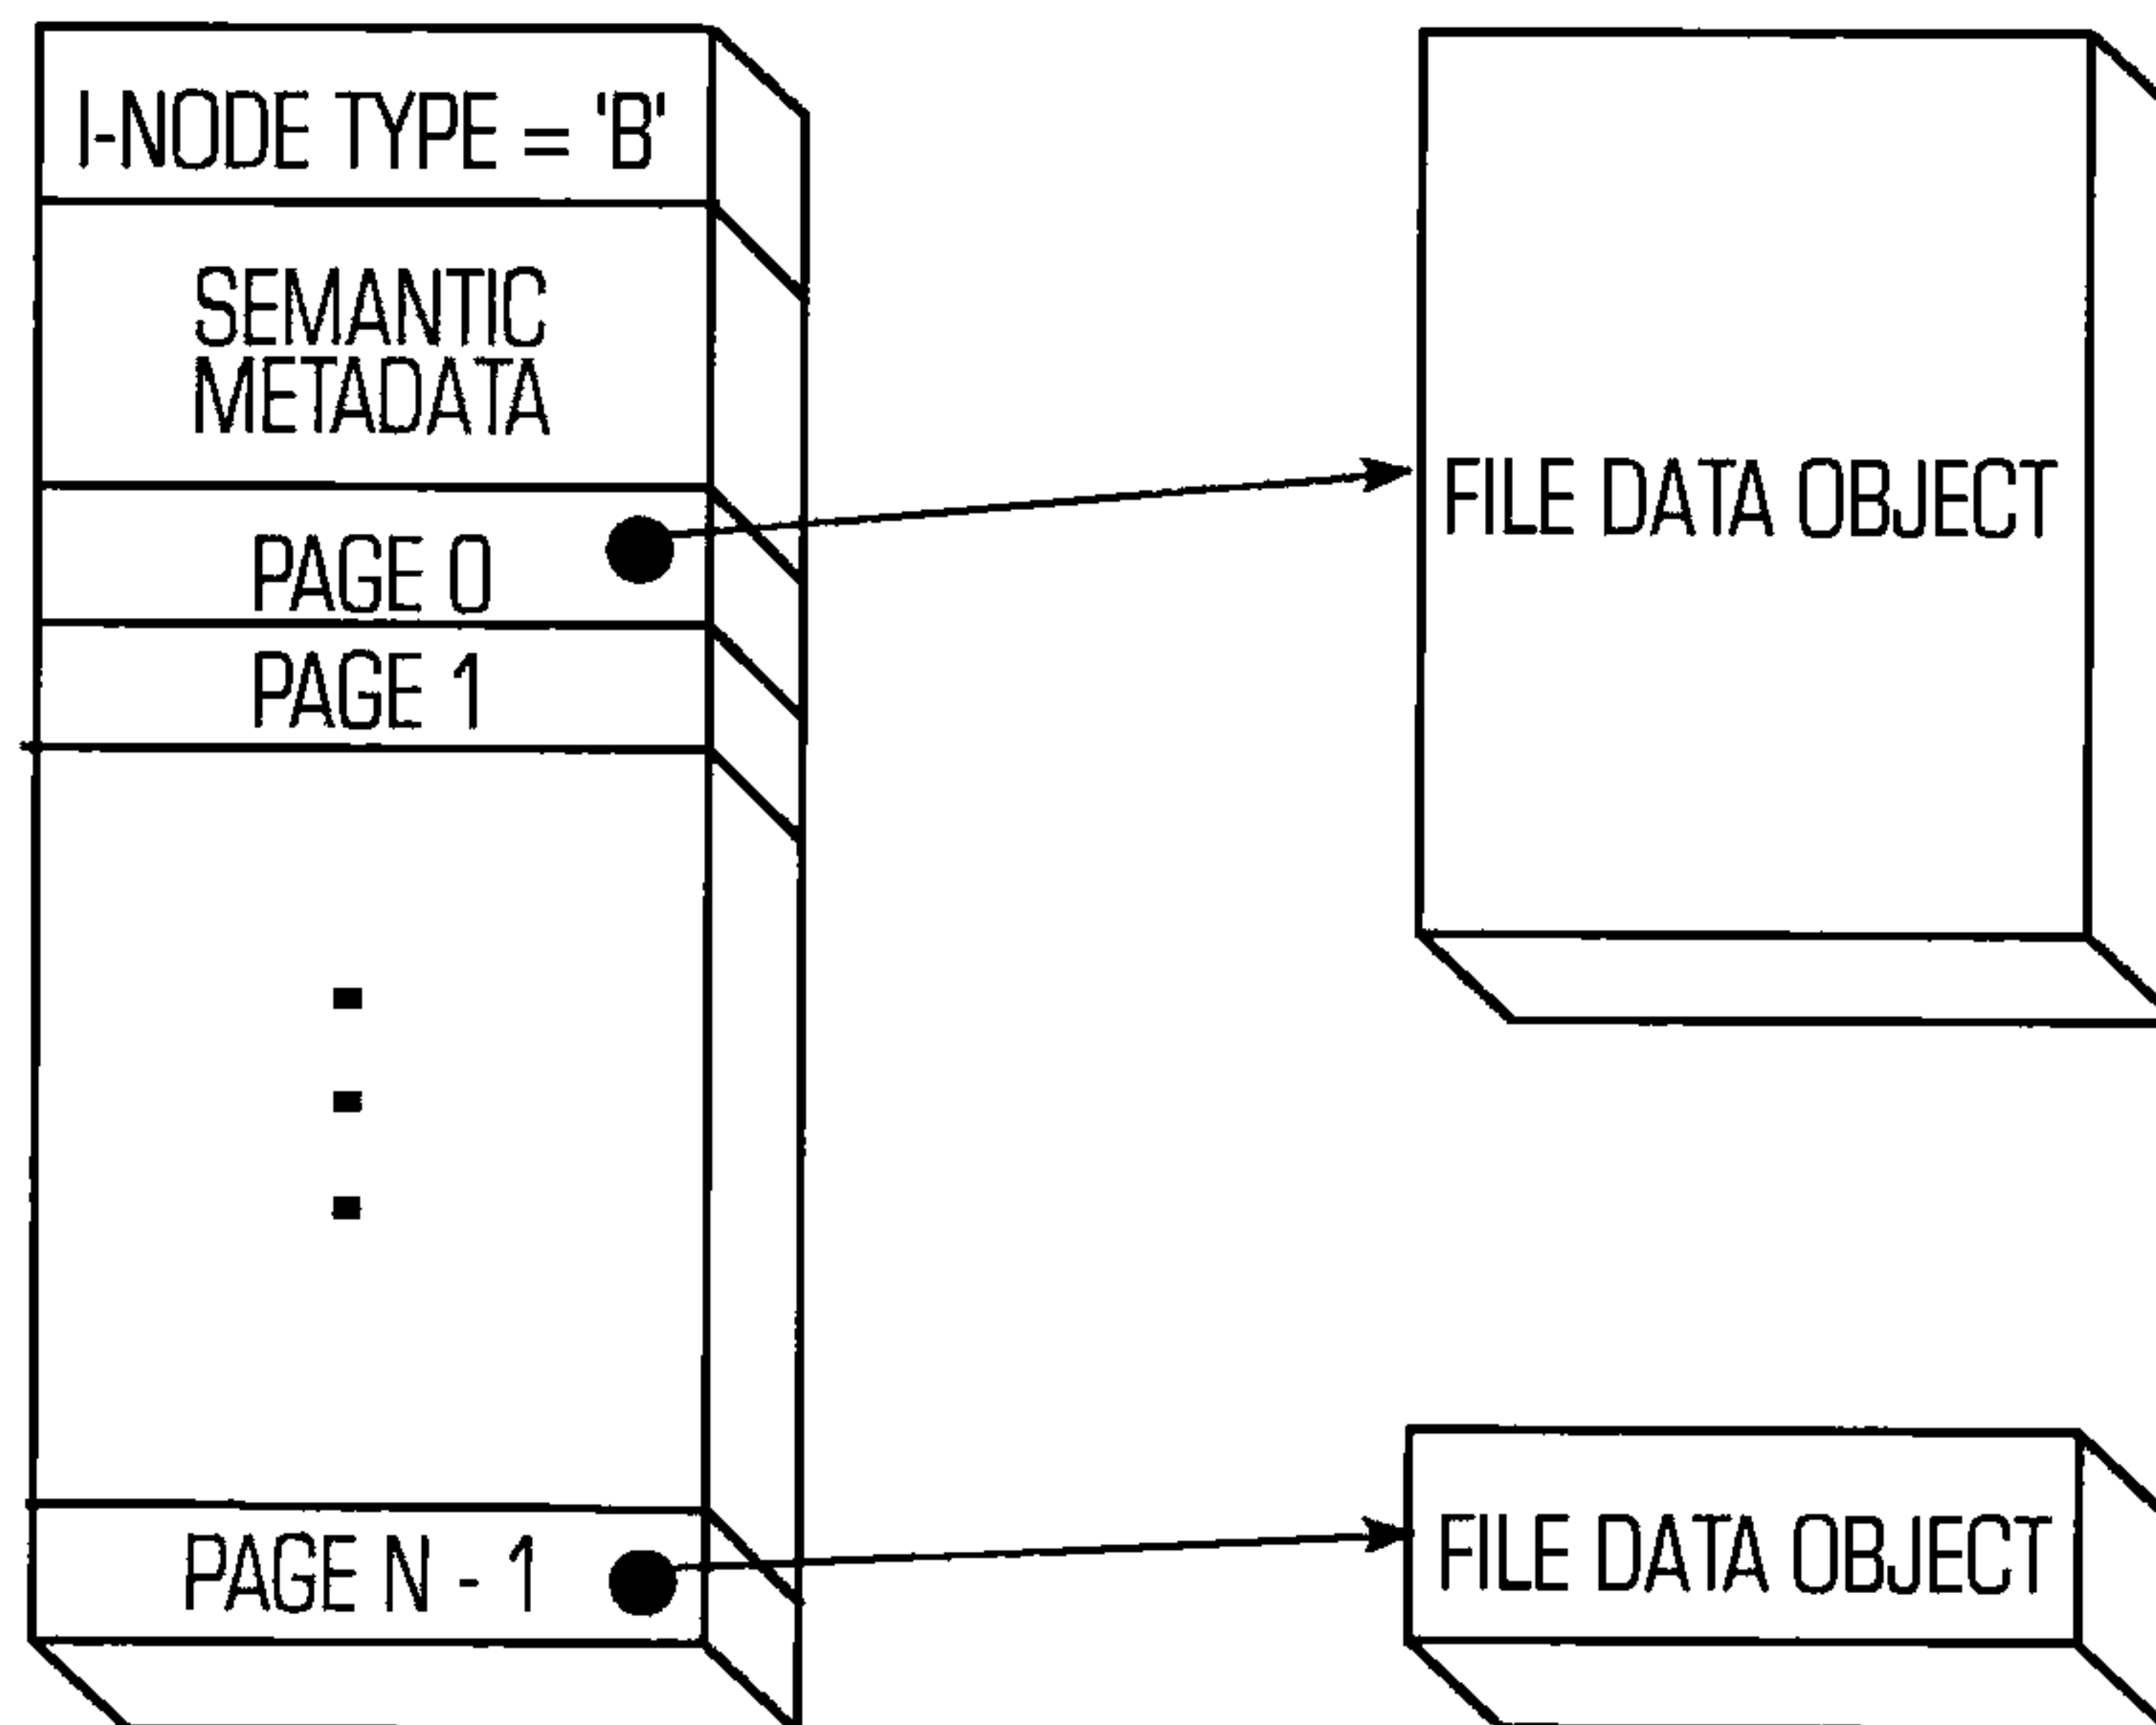 I-NODE TYPE = 'B'
SEMANTIC
METADATA
PAGE 0
PAGE 1
PAGE N - 1
FILE DATA OBJECT
FILE DATA OBJECT